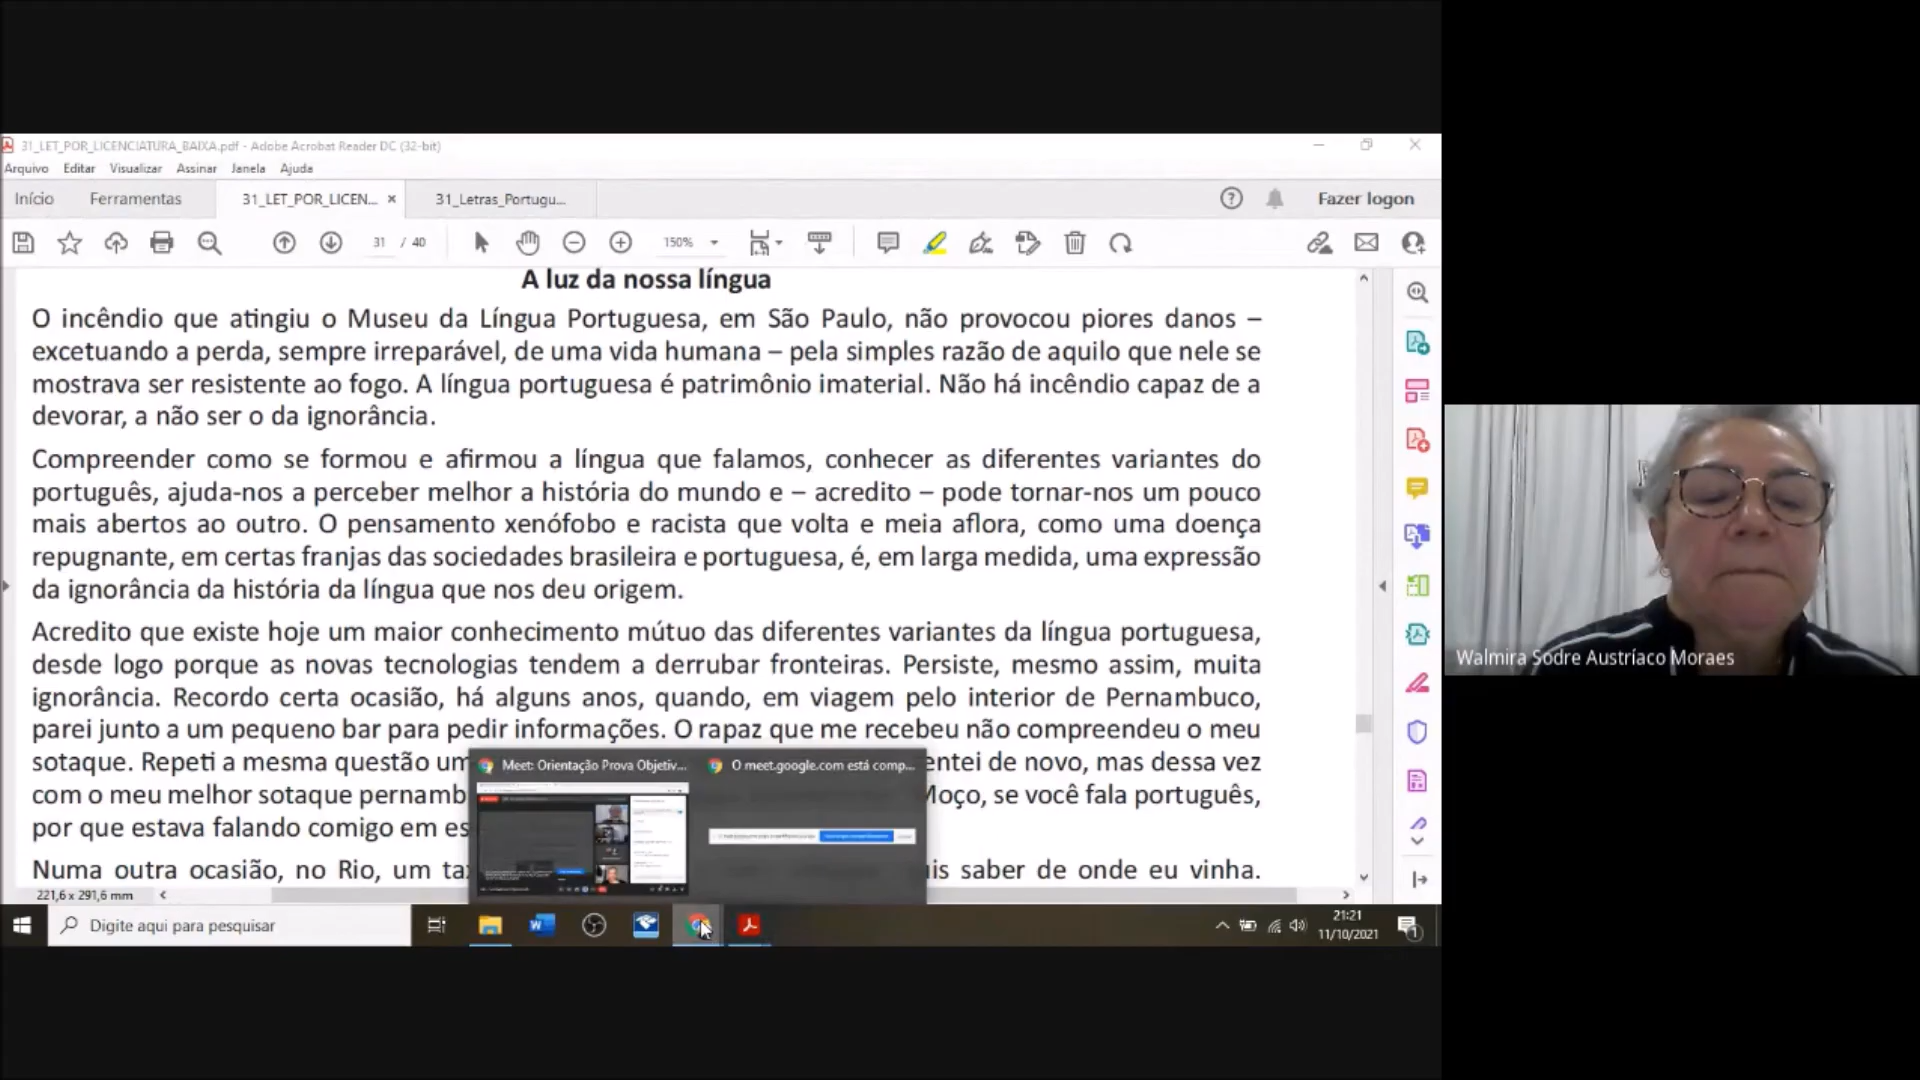 31_LET_POR_LICENCIATURA_BAIXA.pdf - Adobe Acrobat Reader DC (32-bit)
Arquivo Editar Visualizar Assinar Janela Ajuda
Início Ferramentas 31_LET_POR_LICEN... × 31_Letras_Portugu... Fazer logon
31 / 40 150%
A luz da nossa língua
O incêndio que atingiu o Museu da Língua Portuguesa, em São Paulo, não provocou piores danos –
excetuando a perda, sempre irreparável, de uma vida humana – pela simples razão de aquilo que nele se
mostrava ser resistente ao fogo. A língua portuguesa é patrimônio imaterial. Não há incêndio capaz de a
devorar, a não ser o da ignorância.
Compreender como se formou e afirmou a língua que falamos, conhecer as diferentes variantes do
português, ajuda-nos a perceber melhor a história do mundo e – acredito – pode tornar-nos um pouco
mais abertos ao outro. O pensamento xenófobo e racista que volta e meia aflora, como uma doença
repugnante, em certas franjas das sociedades brasileira e portuguesa, é, em larga medida, uma expressão
da ignorância da história da língua que nos deu origem.
Acredito que existe hoje um maior conhecimento mútuo das diferentes variantes da língua portuguesa,
desde logo porque as novas tecnologias tendem a derrubar fronteiras. Persiste, mesmo assim, muita
ignorância. Recordo certa ocasião, há alguns anos, quando, em viagem pelo interior de Pernambuco,
parei junto a um pequeno bar para pedir informações. O rapaz que me recebeu não compreendeu o meu
sotaque. Repeti a mesma questão um entei de novo, mas dessa vez
com o meu melhor sotaque pernamb Moço, se você fala português,
por que estava falando comigo em es
Numa outra ocasião, no Rio, um ta is saber de onde eu vinha.
Meet: Orientação Prova Objetiv... O meet.google.com está comp...
221,6 x 291,6 mm
Digite aqui para pesquisar
21:21
11/10/2021
1
Walmira Sodre Austríaco Moraes